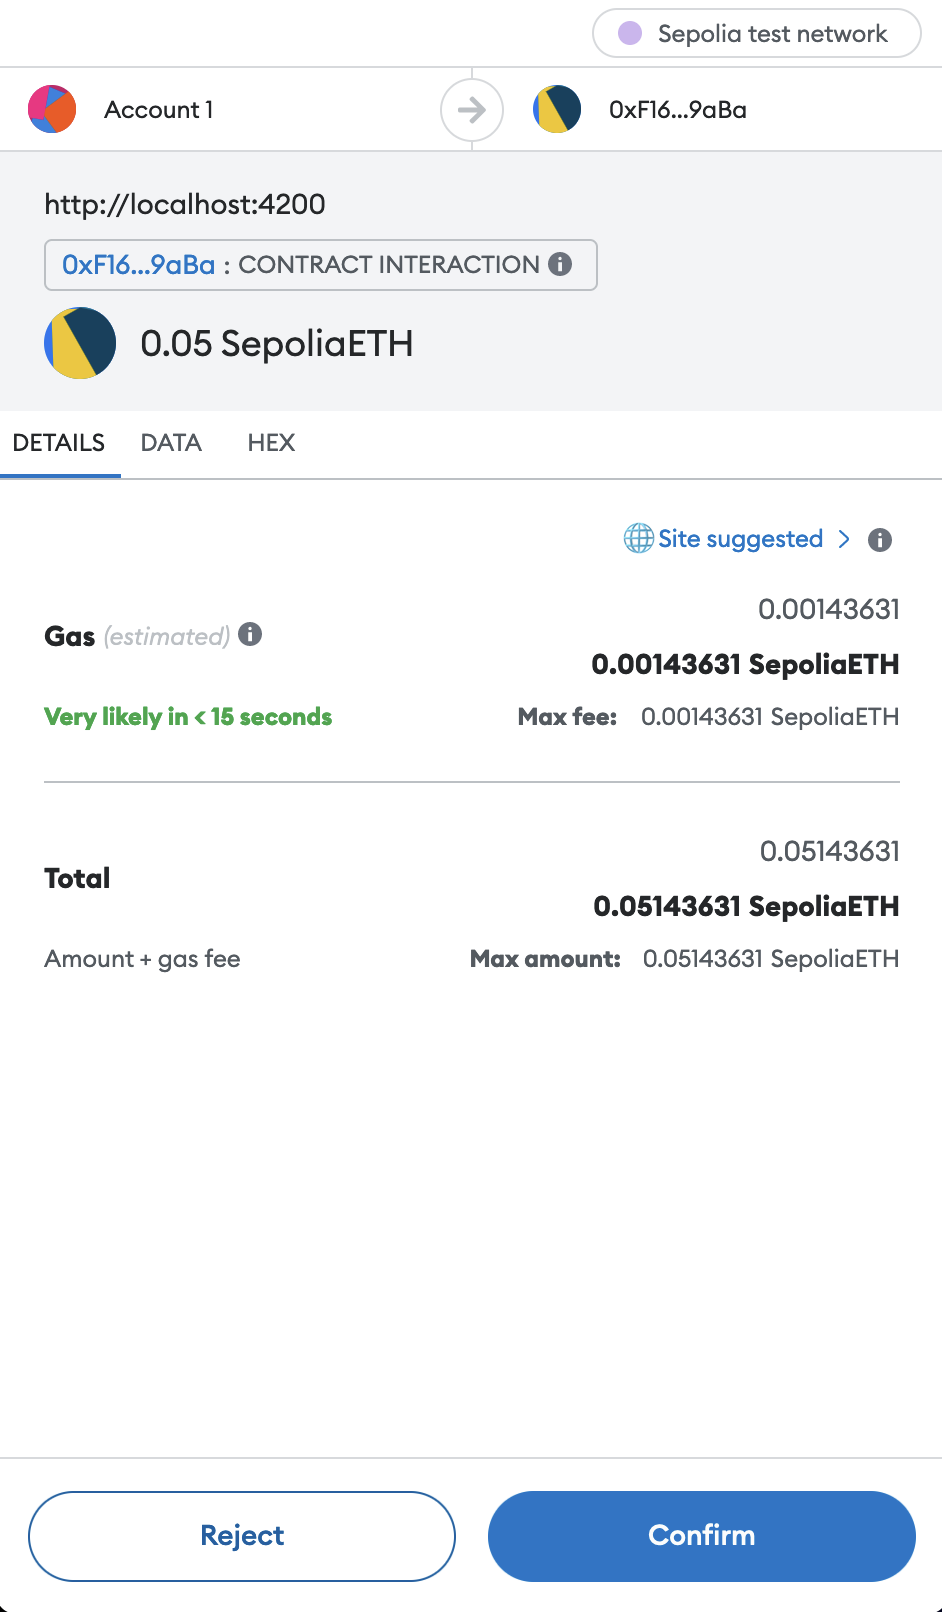 Sepolia test network
Account 1
0xF16...9aBa
http://localhost:4200
0xF16...9aBa : CONTRACT INTERACTION
0.05 SepoliaETH
DETAILS DATA HEX
Site suggested >
0.00143631
Gas (estimated)
0.00143631 SepoliaETH
Very likely in < 15 seconds
Max fee: 0.00143631 SepoliaETH
0.05143631
Total
0.05143631 SepoliaETH
Amount + gas fee
Max amount: 0.05143631 SepoliaETH
Reject
Confirm